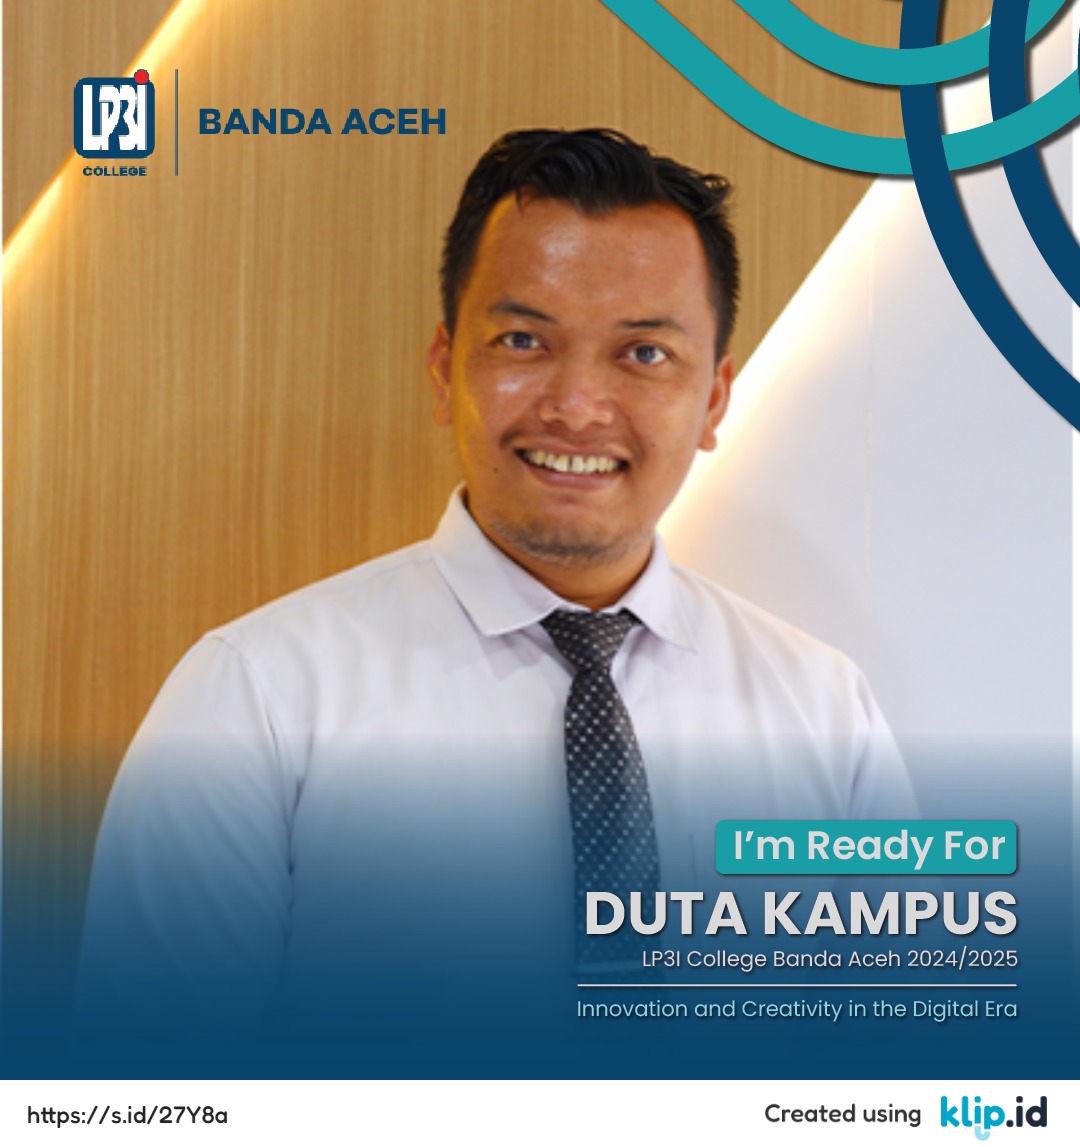 LP3I
COLLEGE
BANDA ACEH
I’m Ready For
DUTA KAMPUS
LP3I College Banda Aceh 2024/2025
Innovation and Creativity in the Digital Era
https://s.id/27Y8a
Created using klip.id